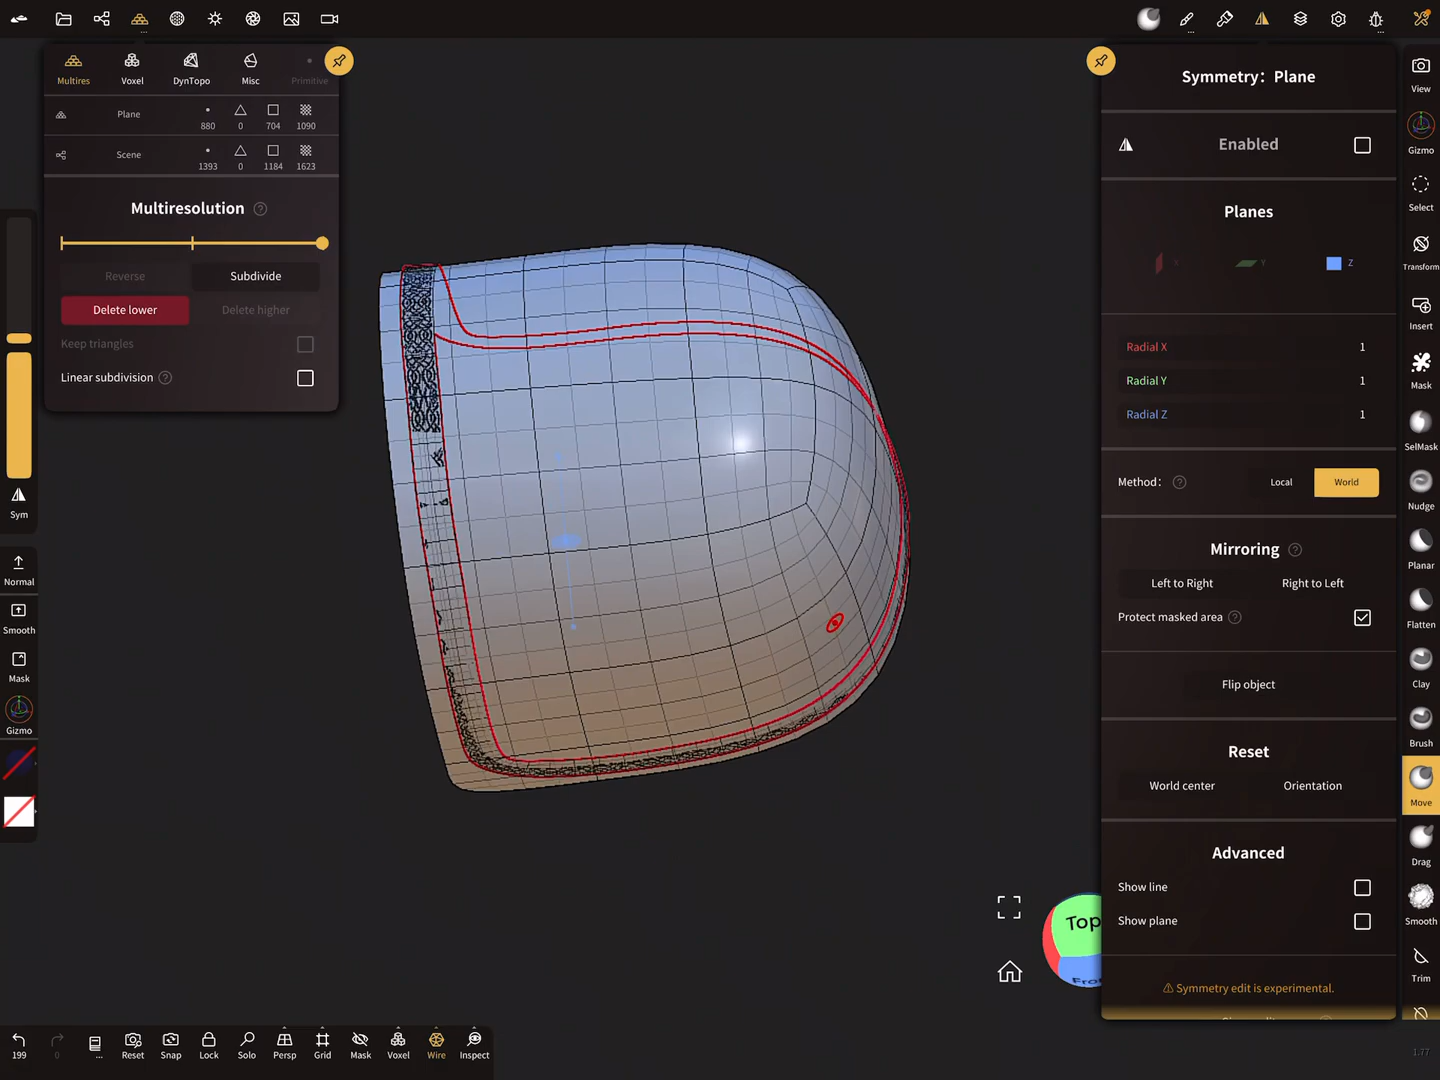 Multires
Voxel
DynTopo
Misc
Primitive
Plane
880
0
704
1090
Scene
1393
0
1184
1623
Multiresolution ?
Reverse
Subdivide
Delete lower
Delete higher
Keep triangles
Linear subdivision ?
Sym
Normal
Smooth
Mask
Gizmo
Symmetry: Plane
Enabled
Planes
X
Y
Z
Radial X 1
Radial Y 1
Radial Z 1
Method: ?
Local
World
Mirroring ?
Left to Right
Right to Left
Protect masked area ?
Flip object
Reset
World center
Orientation
Advanced
Show line
Show plane
⚠ Symmetry edit is experimental.
View
Gizmo
Select
Transform
Insert
Mask
SelMask
Nudge
Planar
Flatten
Clay
Brush
Move
Drag
Smooth
Trim
Top
199
0
...
Reset
Snap
Lock
Solo
Persp
Grid
Mask
Voxel
Wire
Inspect
1.77